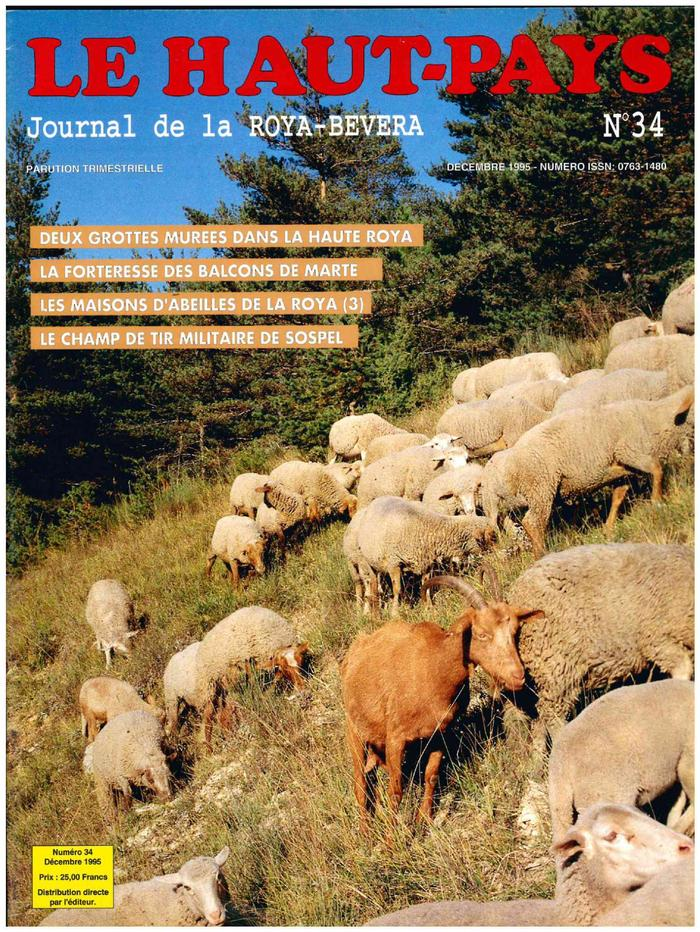 LE HAUT-PAYS
Journal de la ROYA-BEVERA
N°34
PARUTION TRIMESTRIELLE
DECEMBRE 1995 - NUMERO ISSN: 0763-1480
DEUX GROTTES MUREES DANS LA HAUTE ROYA
LA FORTERESSE DES BALCONS DE MARTE
LES MAISONS D'ABEILLES DE LA ROYA (3)
LE CHAMP DE TIR MILITAIRE DE SOSPEL
Numéro 34
Décembre 1995
Prix : 25,00 Francs
Distribution directe
par l'éditeur.